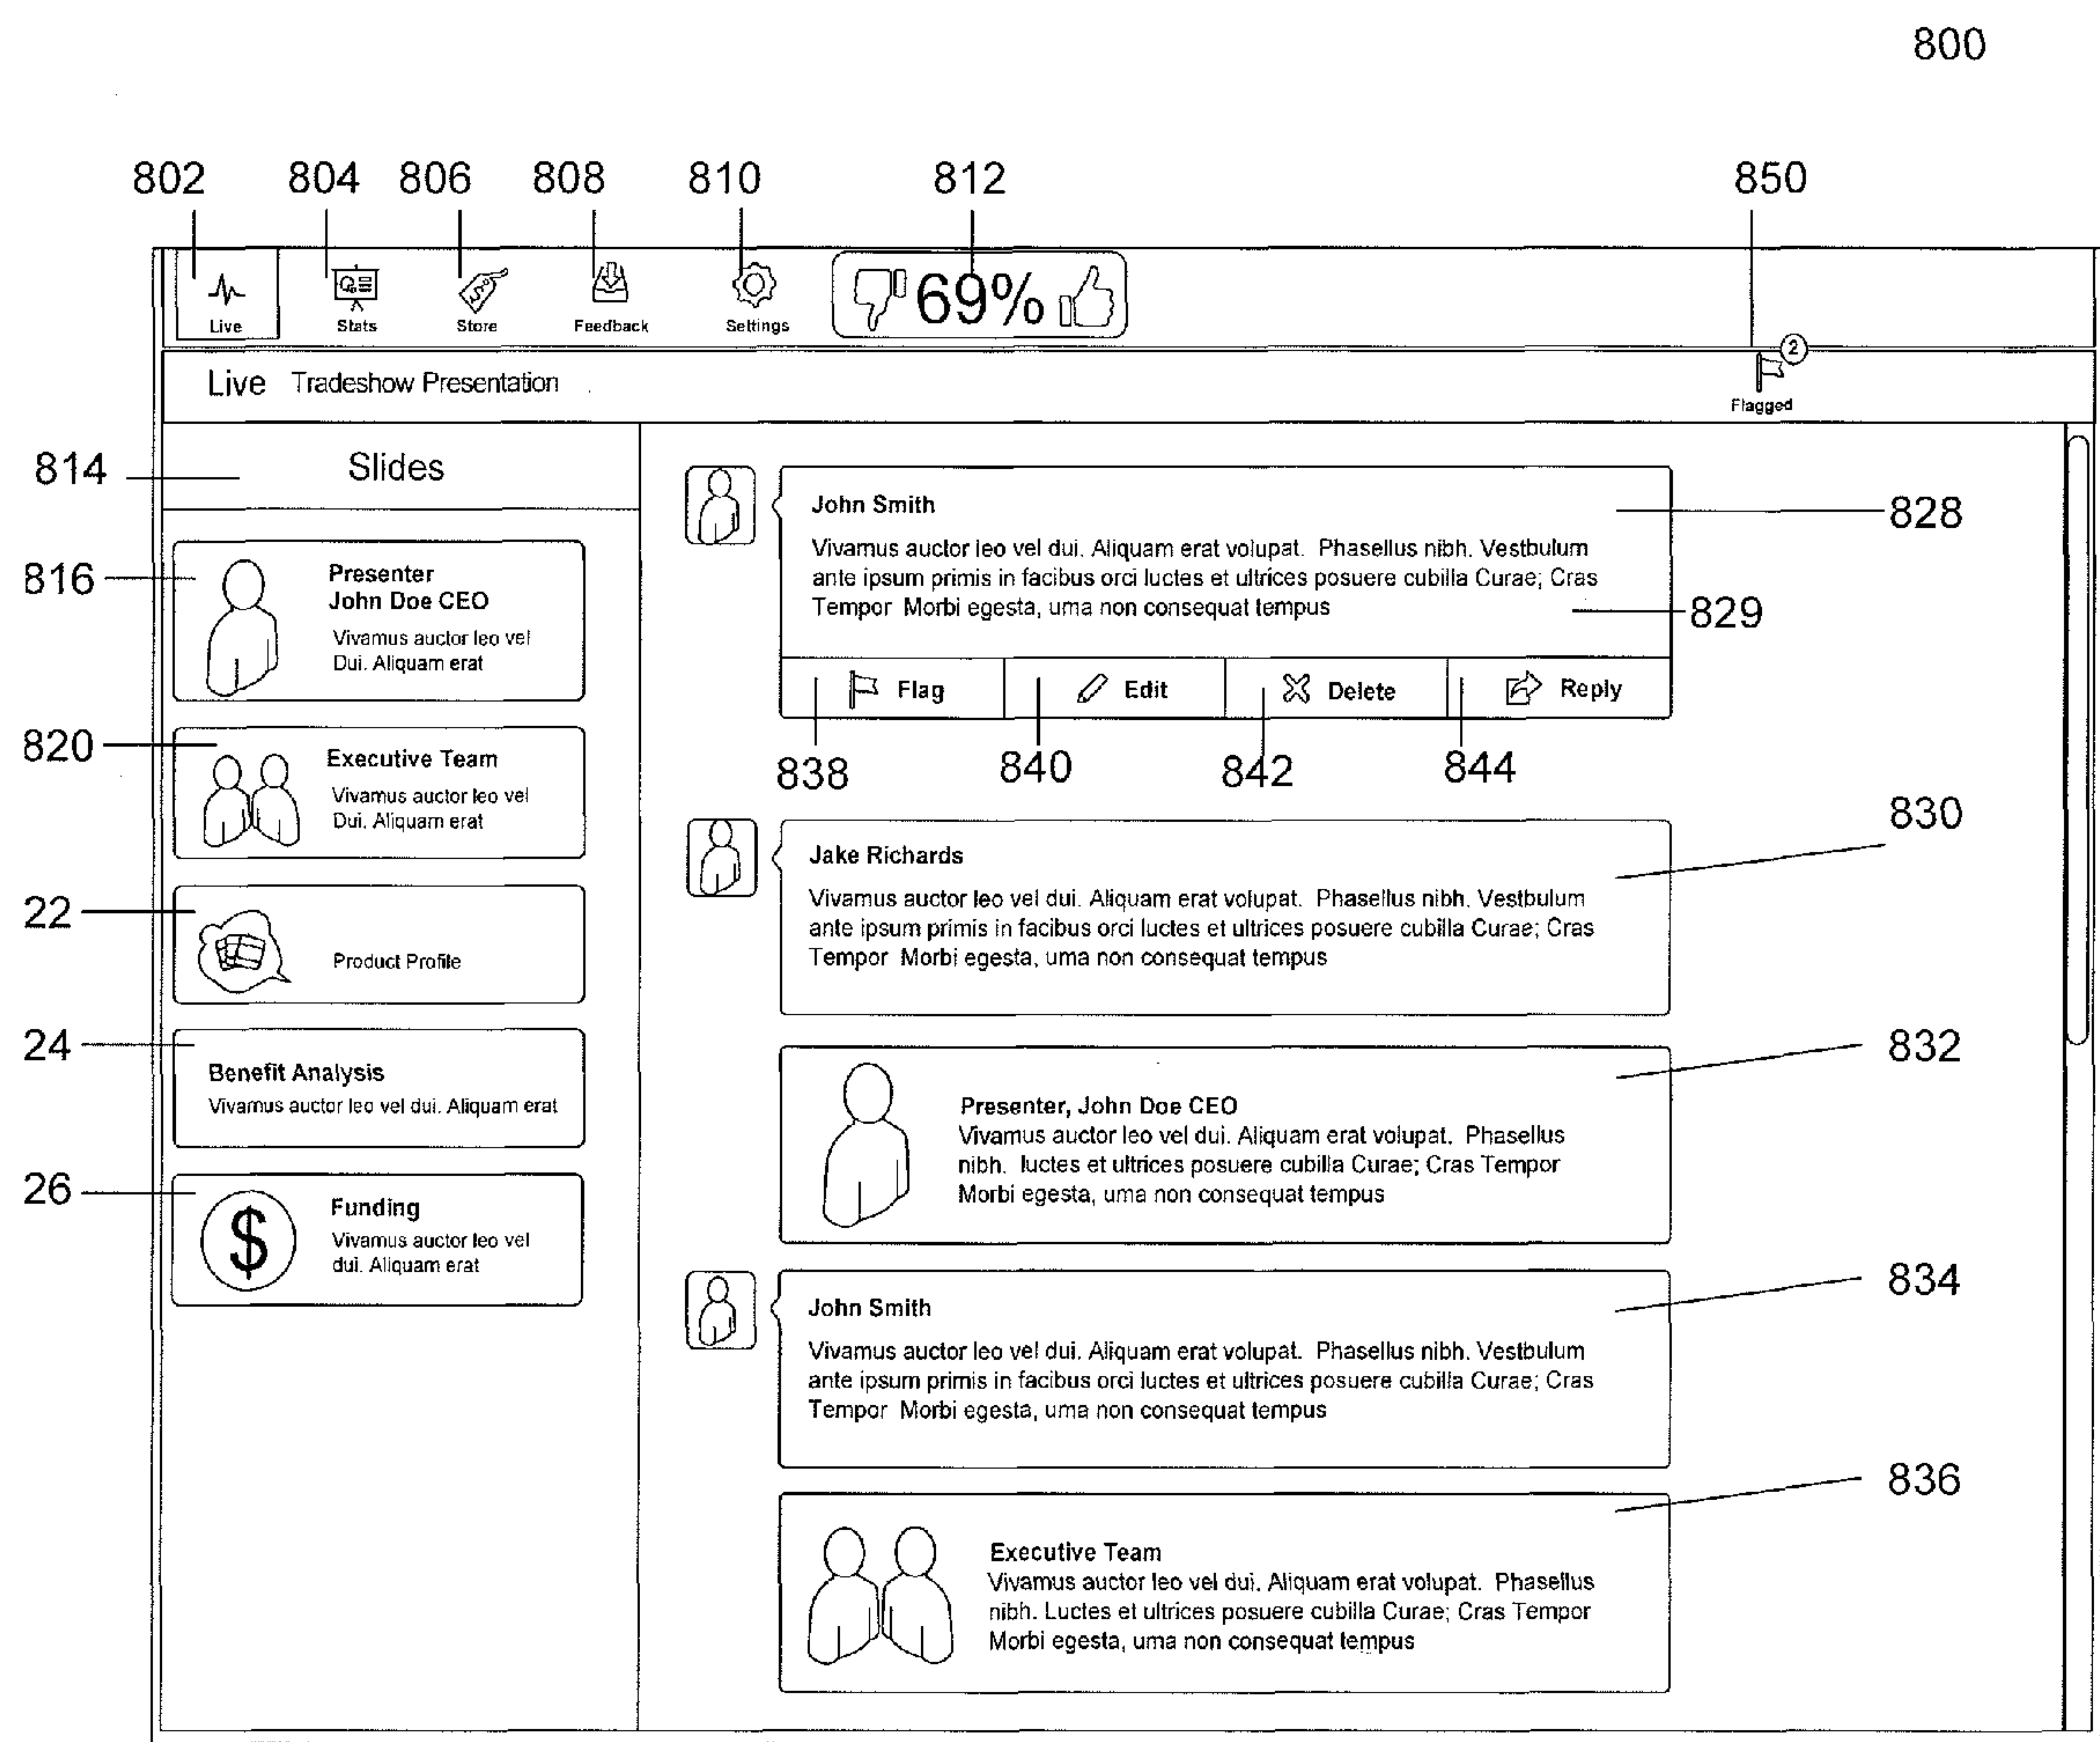 800
802 804 806 808 810 812 850
69%
Live Stats Store Feedback Settings
2
Live Tradeshow Presentation
Flagged
814
Slides
816
Presenter
John Doe CEO
Vivamus auctor leo vel
Dui. Aliquam erat
820
Executive Team
Vivamus auctor leo vel
Dui. Aliquam erat
22
Product Profile
24
Benefit Analysis
Vivamus auctor leo vel dui. Aliquam erat
26
$
Funding
Vivamus auctor leo vel
dui. Aliquam erat
John Smith
828
Vivamus auctor leo vel dui. Aliquam erat volupat. Phasellus nibh. Vestbulum
ante ipsum primis in facibus orci luctes et ultrices posuere cubilla Curae; Cras
Tempor Morbi egesta, uma non consequat tempus
829
Flag Edit Delete Reply
838 840 842 844
830
Jake Richards
Vivamus auctor leo vel dui. Aliquam erat volupat. Phasellus nibh. Vestbulum
ante ipsum primis in facibus orci luctes et ultrices posuere cubilla Curae; Cras
Tempor Morbi egesta, uma non consequat tempus
832
Presenter, John Doe CEO
Vivamus auctor leo vel dui. Aliquam erat volupat. Phasellus
nibh. luctes et ultrices posuere cubilla Curae; Cras Tempor
Morbi egesta, uma non consequat tempus
834
John Smith
Vivamus auctor leo vel dui. Aliquam erat volupat. Phasellus nibh. Vestbulum
ante ipsum primis in facibus orci luctes et ultrices posuere cubilla Curae; Cras
Tempor Morbi egesta, uma non consequat tempus
836
Executive Team
Vivamus auctor leo vel dui. Aliquam erat volupat. Phasellus
nibh. Luctes et ultrices posuere cubilla Curae; Cras Tempor
Morbi egesta, uma non consequat tempus